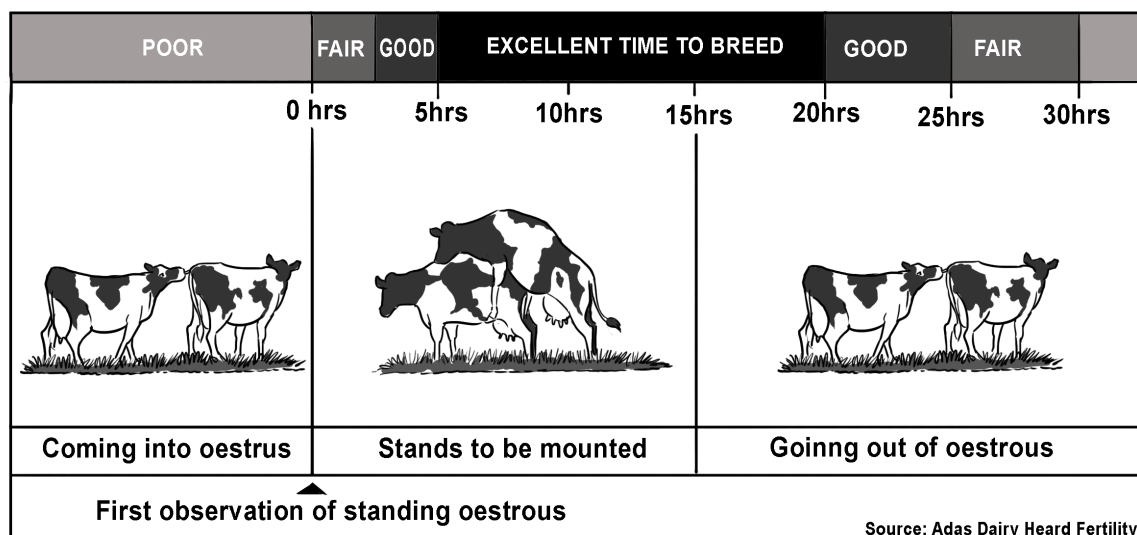 POOR FAIR GOOD EXCELLENT TIME TO BREED GOOD FAIR
0 hrs 5hrs 10hrs 15hrs 20hrs 25hrs 30hrs
Coming into oestrus Stands to be mounted Goinng out of oestrous
First observation of standing oestrous
Source: Adas Dairy Heard Fertility